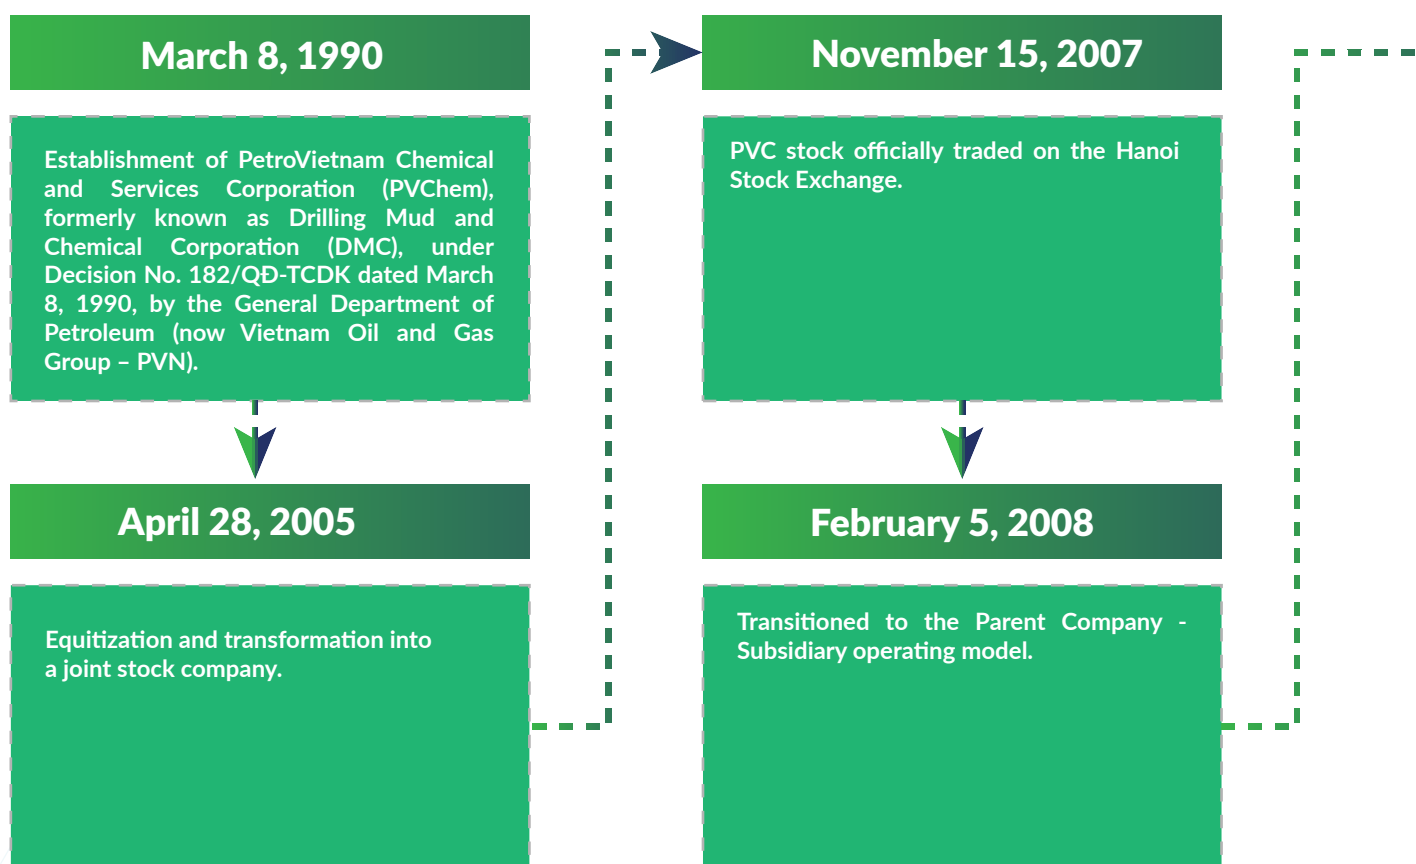 March 8, 1990
Establishment of PetroVietnam Chemical
and Services Corporation (PVChem),
formerly known as Drilling Mud and
Chemical Corporation (DMC), under
Decision No. 182/QĐ-TCDK dated March
8, 1990, by the General Department of
Petroleum (now Vietnam Oil and Gas
Group – PVN).
April 28, 2005
Equitization and transformation into
a joint stock company.
November 15, 2007
PVC stock officially traded on the Hanoi
Stock Exchange.
February 5, 2008
Transitioned to the Parent Company -
Subsidiary operating model.